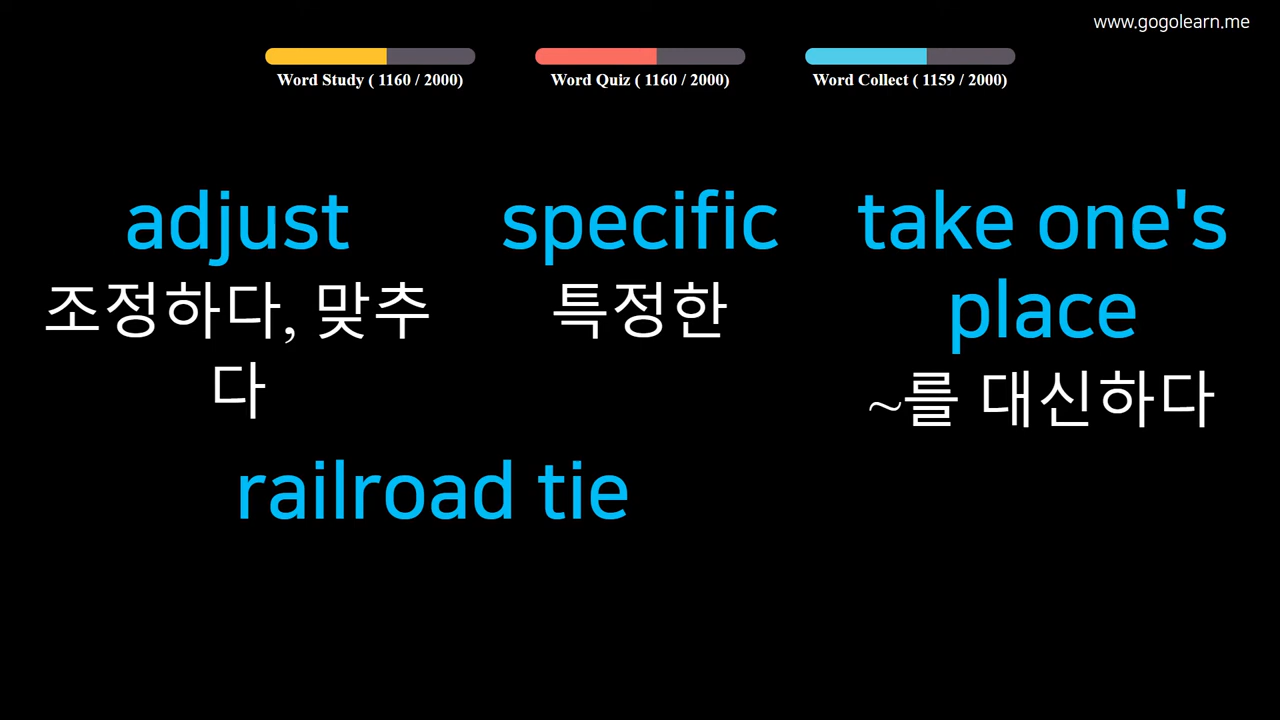 www.gogolearn.me
Word Study ( 1160 / 2000)
Word Quiz ( 1160 / 2000)
Word Collect ( 1159 / 2000)
adjust
조정하다, 맞추
다
specific
특정한
take one's
place
~를 대신하다
railroad tie